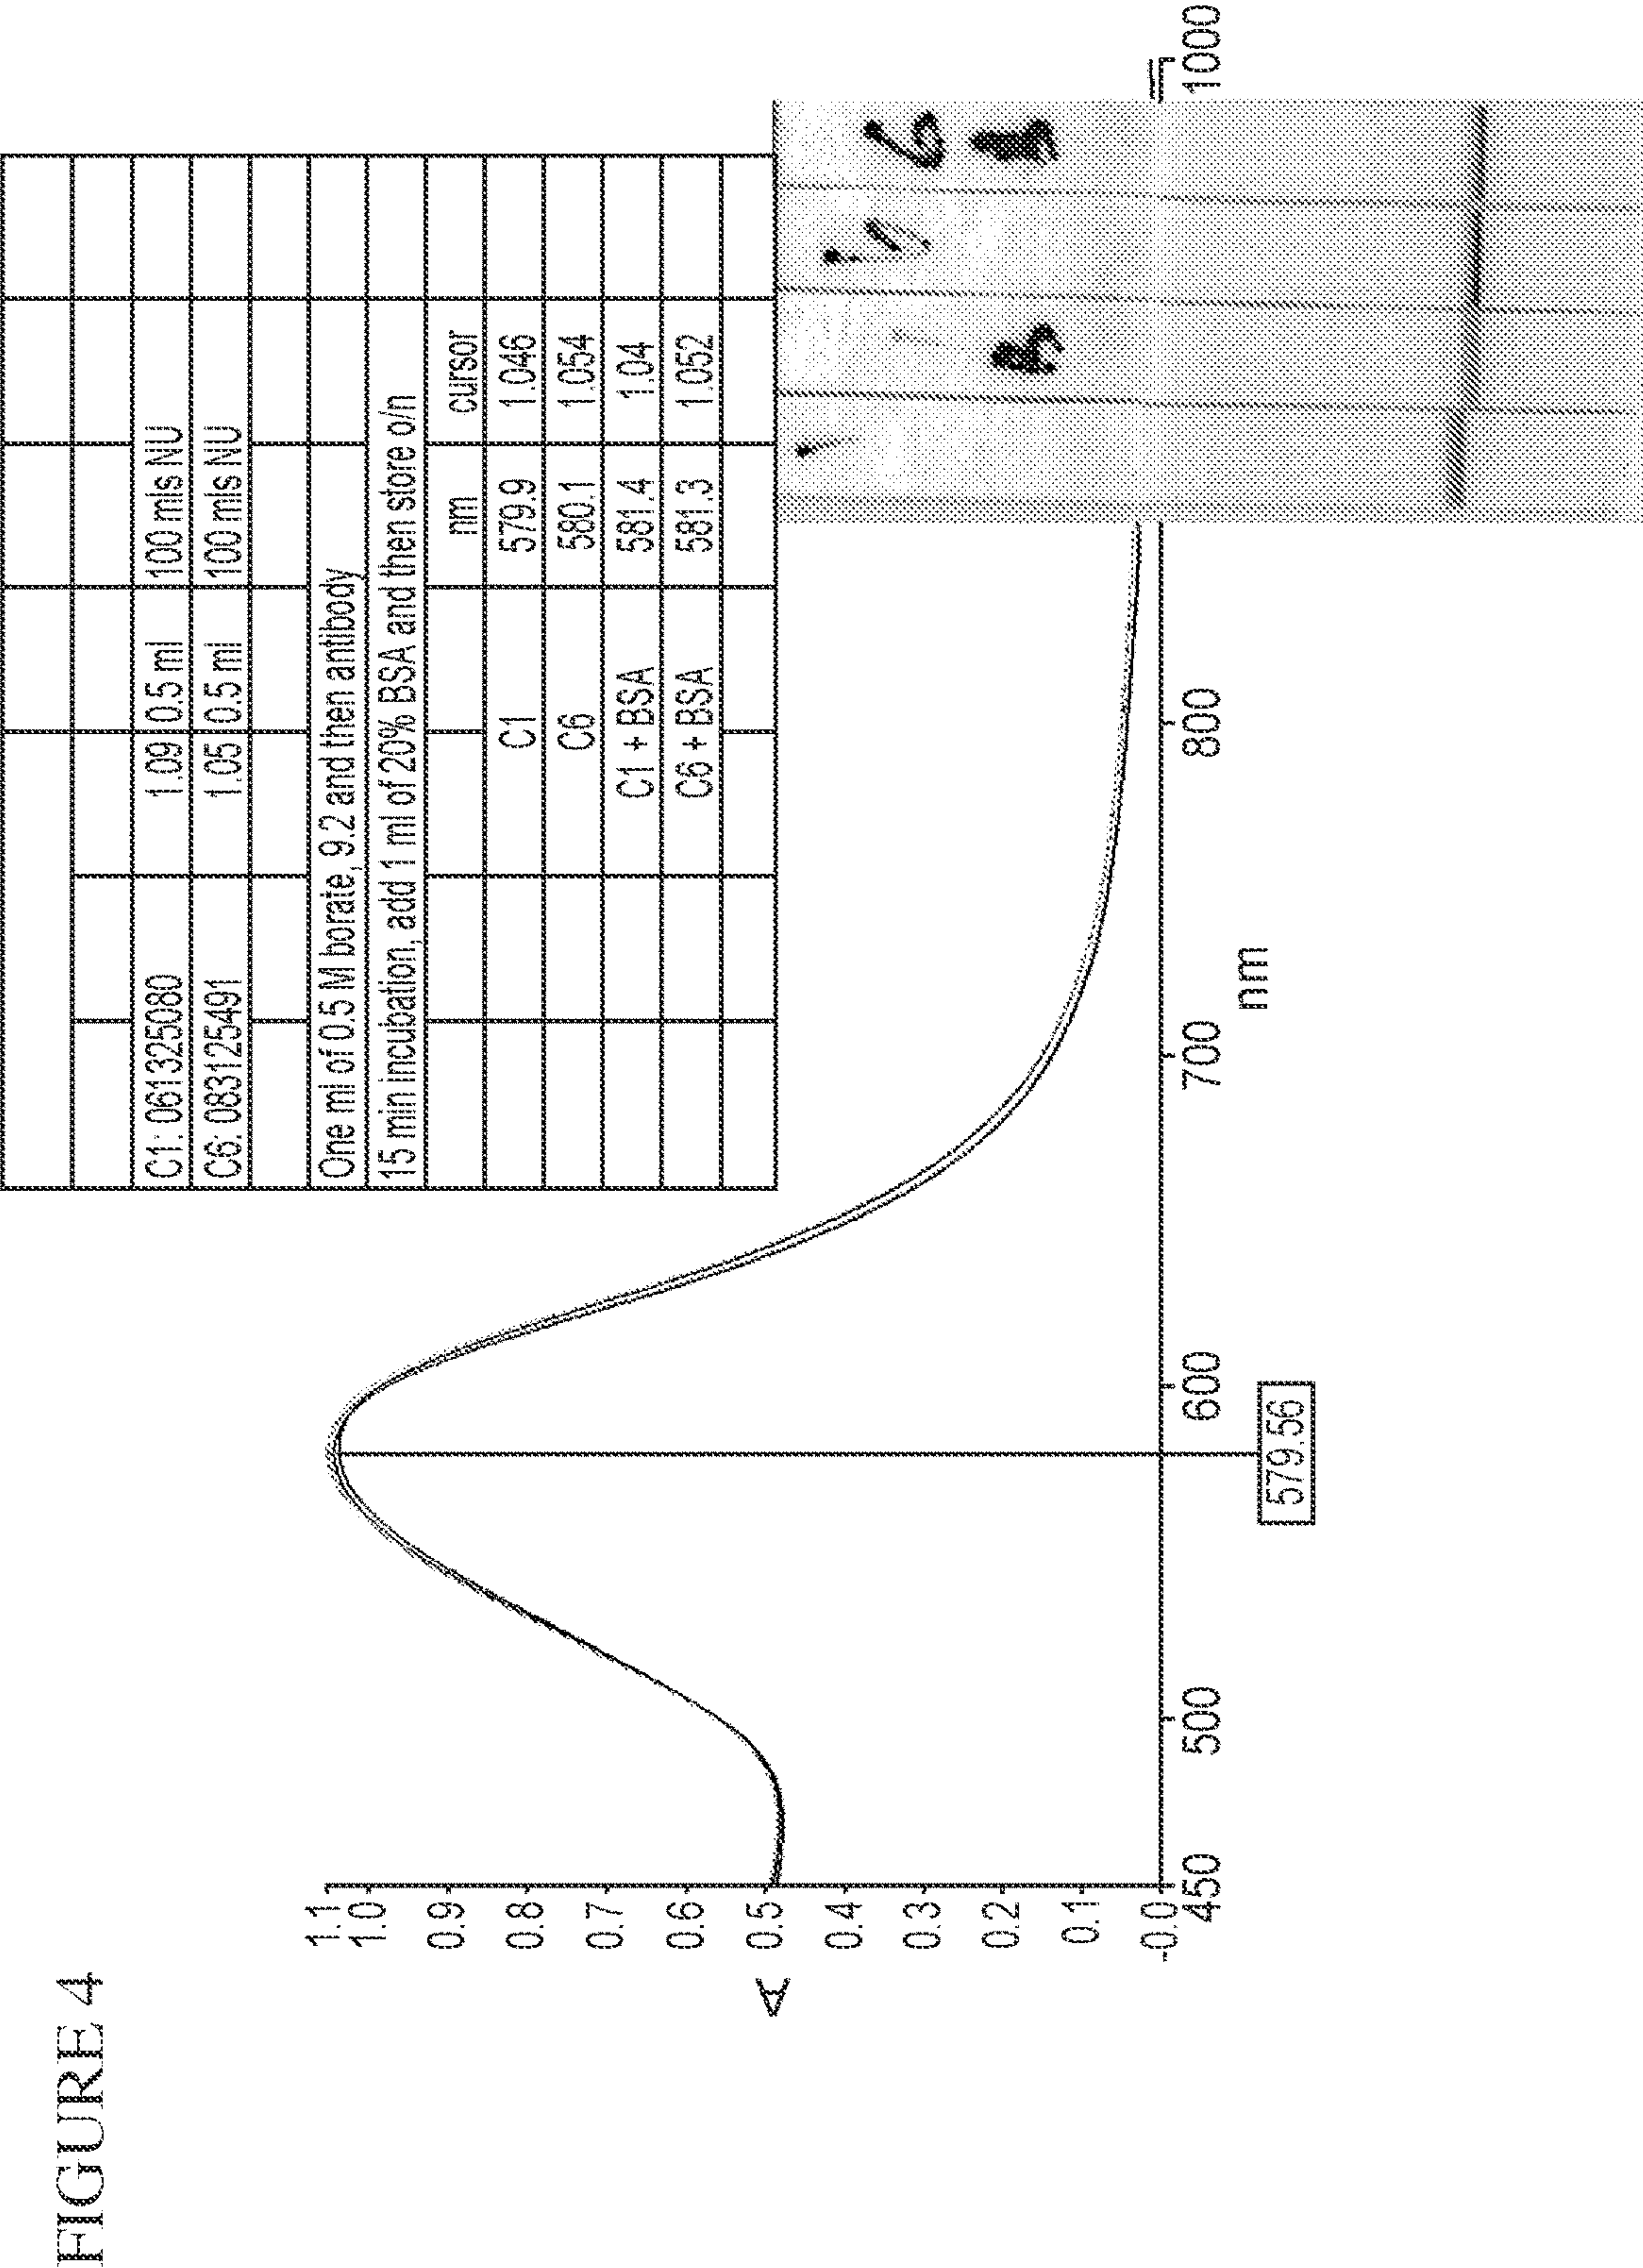 FIGURE 4
C1: 061325080 1.09 0.5 ml 100 mls NU
C6: 083125491 1.05 0.5 ml 100 mls NU
One ml of 0.5 M borate, 9.2 and then antibody
15 min incubation, add 1 ml of 20% BSA and then store o/n
nm cursor
C1 579.9 1.046
C6 580.1 1.054
C1 + BSA 581.4 1.04
C6 + BSA 581.3 1.052
1.1
1.0
0.9
0.8
0.7
0.6
A 0.5
0.4
0.3
0.2
0.1
-0.0
450 500 600 700 800 1000
nm
579.56
6